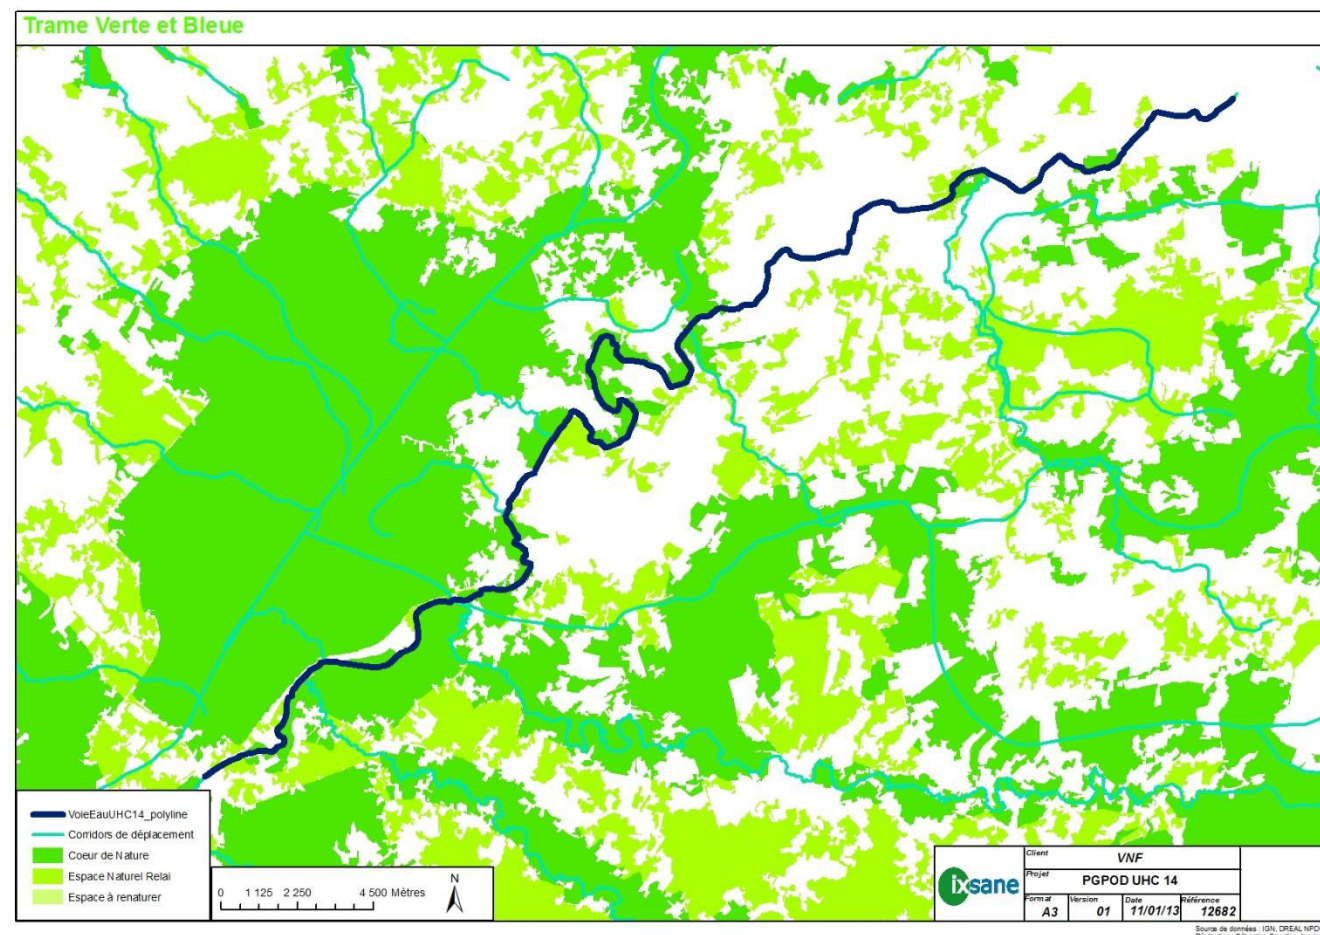 Trame Verte et Bleue
VoieEauUHC14_polyline
Corridors de déplacement
Coeur de Nature
Espace Naturel Relai
Espace à renaturer
0 1 125 2 250 4 500 Mètres
N
ixsane
Client
VNF
Projet
PGPOD UHC 14
Format
A3
Version
01
Date
11/01/13
Référence
12682
Source de données : IGN, DREAL NPD